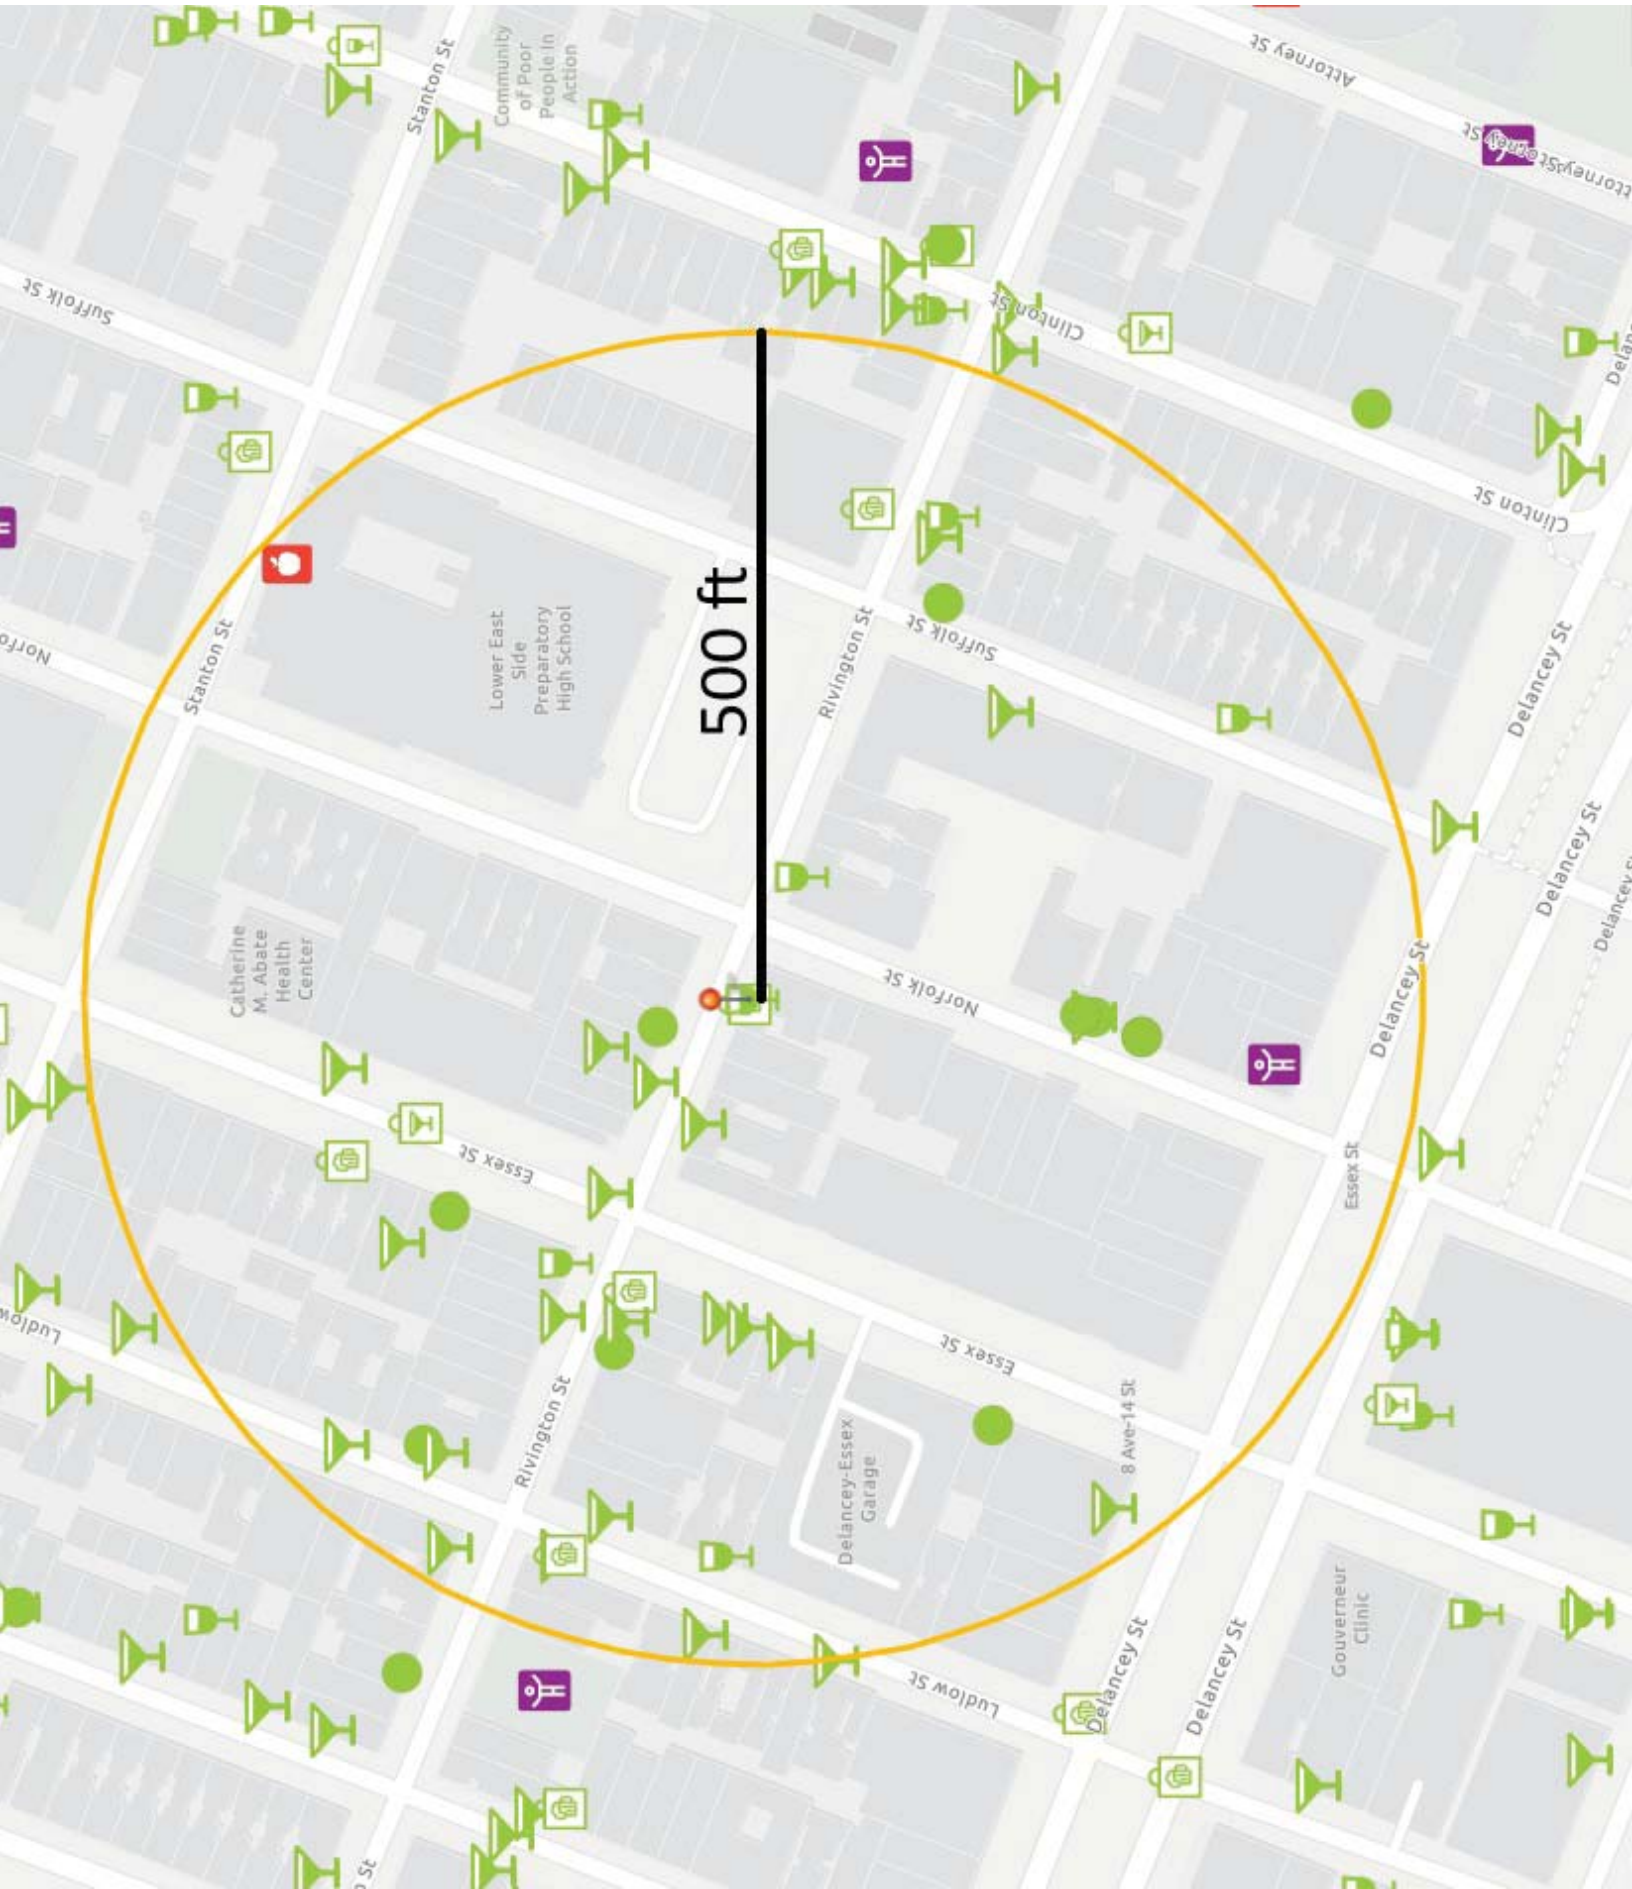 Attorney St
Stanton St
Community
of Poor
People In
Action
Attorney St
Suffolk St
Clinton St
Clinton St
Norfo
Stanton St
Lower East
Side
Preparatory
High School
500 ft
Rivington St
Suffolk St
Delancey St
Delancey St
Catherine
M. Abate
Health
Center
Norfolk St
Delancey St
Essex St
Essex St
Ludlow
Essex St
Rivington St
8 Ave-14 St
Delancey-Essex
Garage
Gouverneur
Clinic
Delancey St
Delancey St
Ludlow St
St